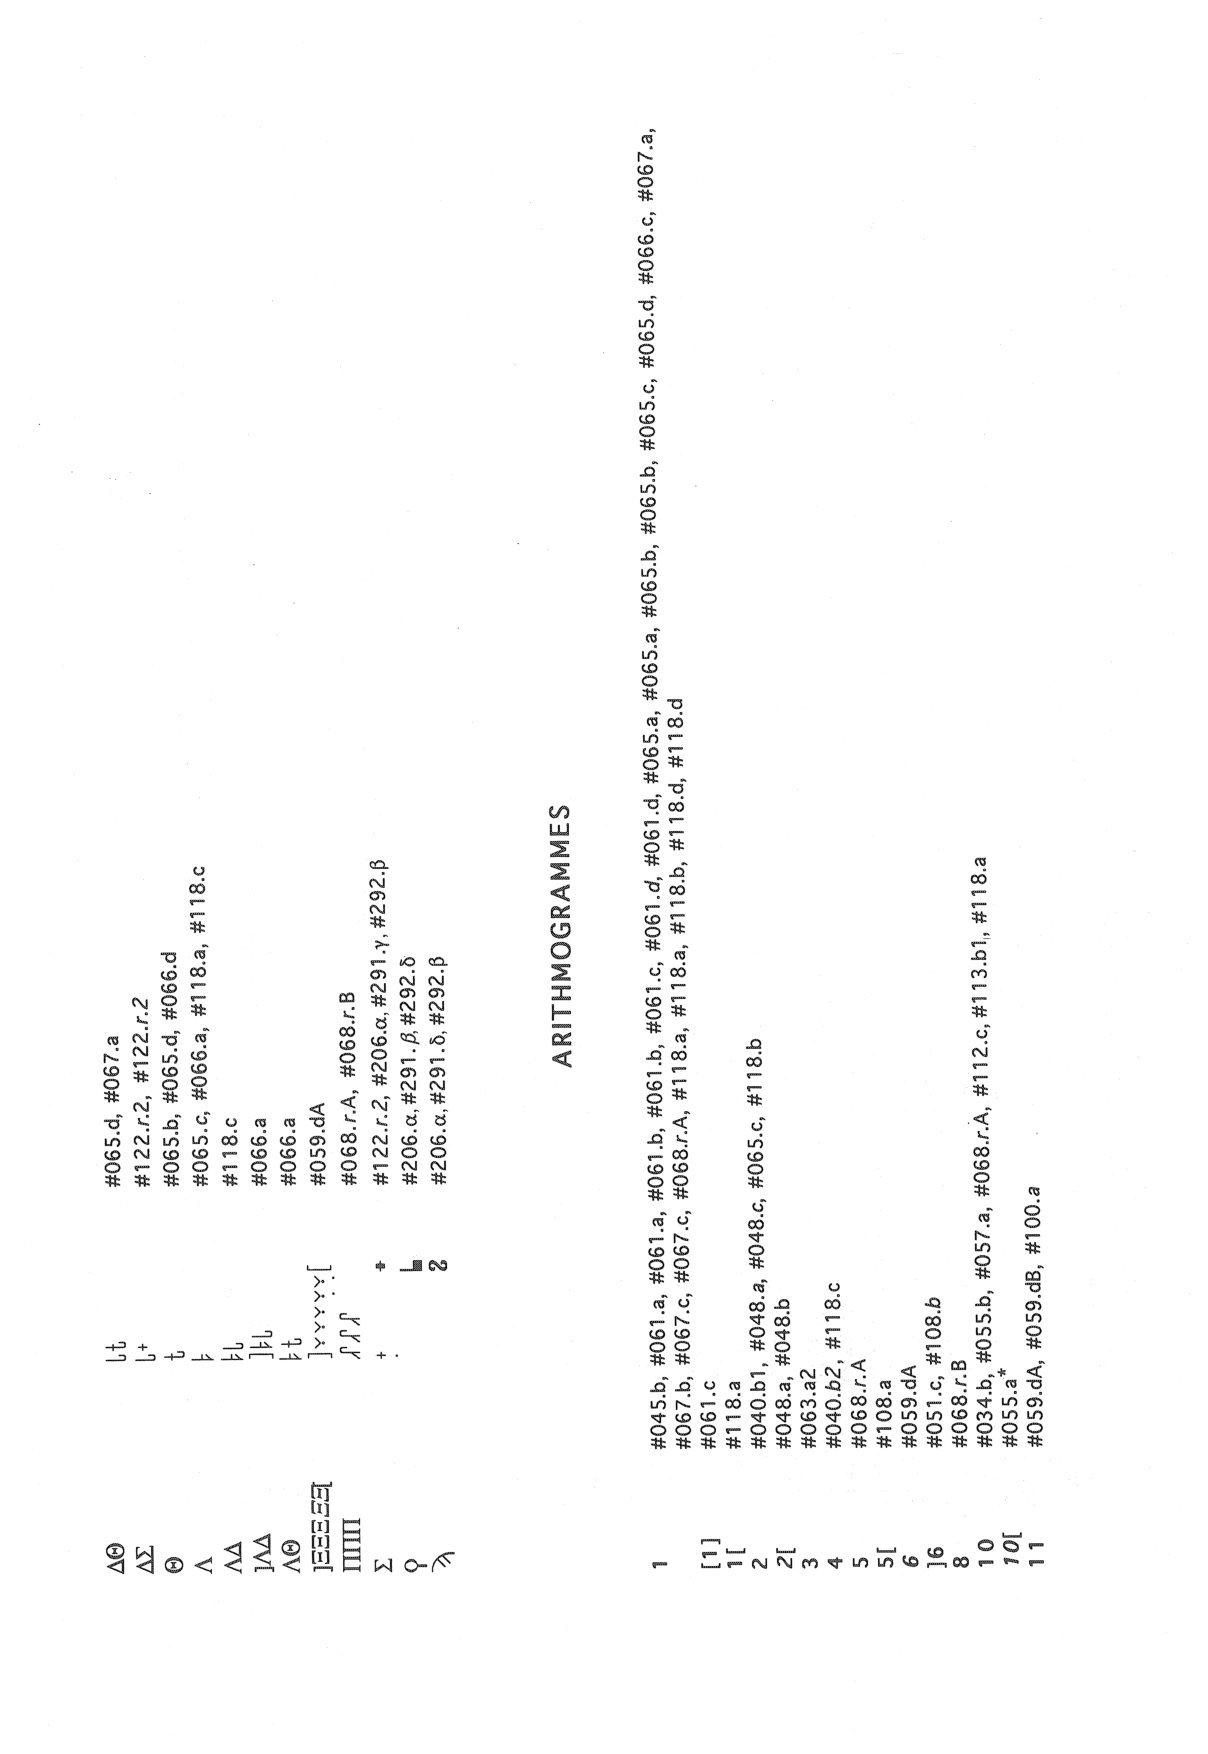 ΔΘ #065.d, #067.a
ΔΣ #122.r.2, #122.r.2
Θ #065.b, #065.d, #066.d
Λ #065.c, #066.a, #118.a, #118.c
ΛΔ #118.c
]ΛΔ #066.a
ΛΘ #066.a
]ΞΞΞΞΞ[ #059.dA
ΠΠΠ #068.r.A, #068.r.B
Σ + + #122.r.2, #206.α, #291.γ, #292.β
Ϙ #206.α, #291.β, #292.δ
ϡ #206.α, #291.δ, #292.β
ARITHMOGRAMMES
1 #045.b, #061.a, #061.a, #061.b, #061.b, #061.c, #061.d, #061.d, #065.a, #065.a, #065.b, #065.b, #065.c, #065.d, #066.c, #067.a,
#067.b, #067.c, #067.c, #068.r.A, #118.a, #118.a, #118.b, #118.d, #118.d
[1] #061.c
1[ #118.a
2 #040.b1, #048.a, #048.c, #065.c, #118.b
2[ #048.a, #048.b
3 #063.a2
4 #040.b2, #118.c
5 #068.r.A
5[ #108.a
6 #059.dA
]6 #051.c, #108.b
8 #068.r.B
10 #034.b, #055.b, #057.a, #068.r.A, #112.c, #113.b1, #118.a
10[ #055.a*
11 #059.dA, #059.dB, #100.a